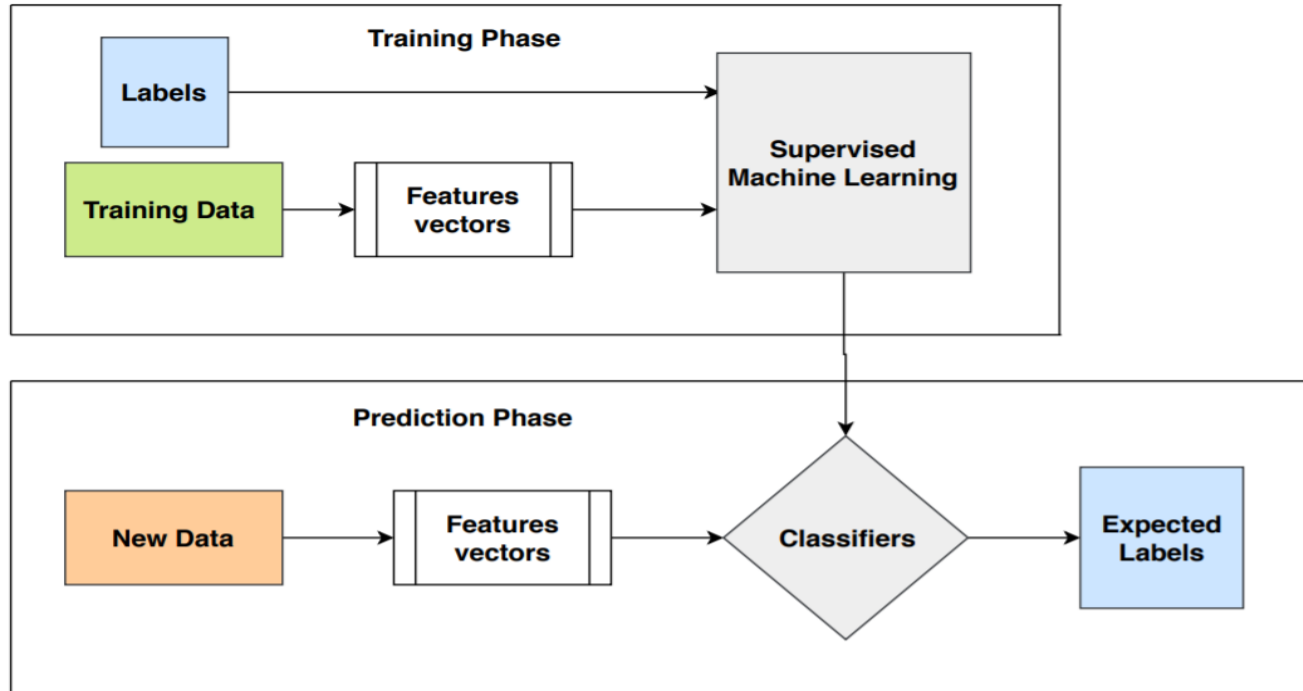 Training Phase
Labels
Supervised
Machine Learning
Training Data
Features
vectors
Prediction Phase
New Data
Features
vectors
Classifiers
Expected
Labels